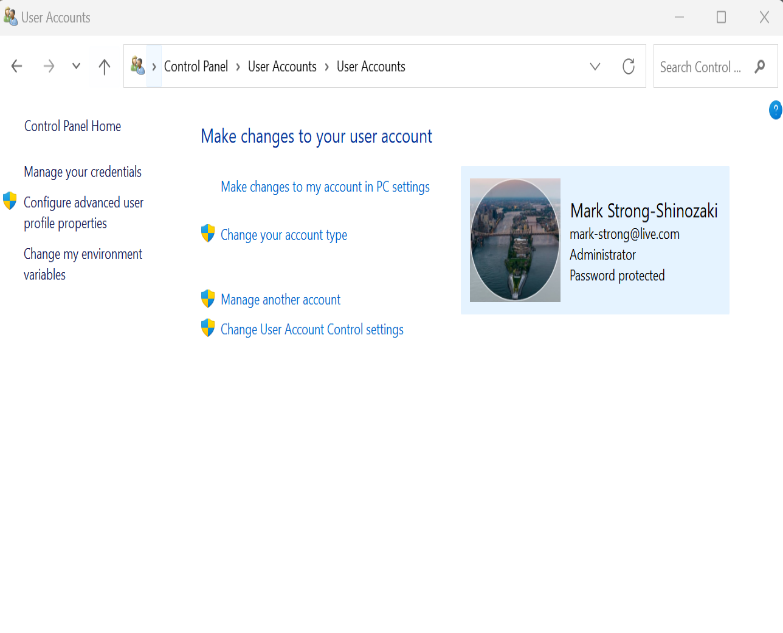 User Accounts
Control Panel › User Accounts › User Accounts
Search Control ...
Control Panel Home
Manage your credentials
Configure advanced user
profile properties
Change my environment
variables
Make changes to your user account
Make changes to my account in PC settings
Change your account type
Manage another account
Change User Account Control settings
Mark Strong-Shinozaki
mark-strong@live.com
Administrator
Password protected
?